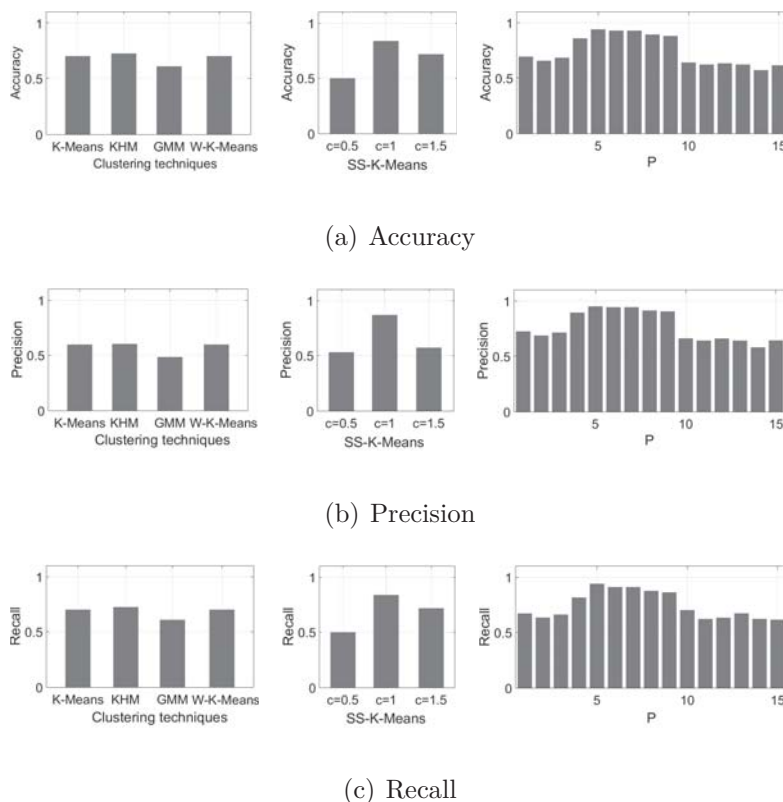 1
0.5
0
Accuracy
K-Means KHM GMM W-K-Means
Clustering techniques
1
0.5
0
Accuracy
c=0.5 c=1 c=1.5
SS-K-Means
1
0.5
0
Accuracy
5 10 15
P
(a) Accuracy
1
0.5
0
Precision
K-Means KHM GMM W-K-Means
Clustering techniques
1
0.5
0
Precision
c=0.5 c=1 c=1.5
SS-K-Means
1
0.5
0
Precision
5 10 15
P
(b) Precision
1
0.5
0
Recall
K-Means KHM GMM W-K-Means
Clustering techniques
1
0.5
0
Recall
c=0.5 c=1 c=1.5
SS-K-Means
1
0.5
0
Recall
5 10 15
P
(c) Recall